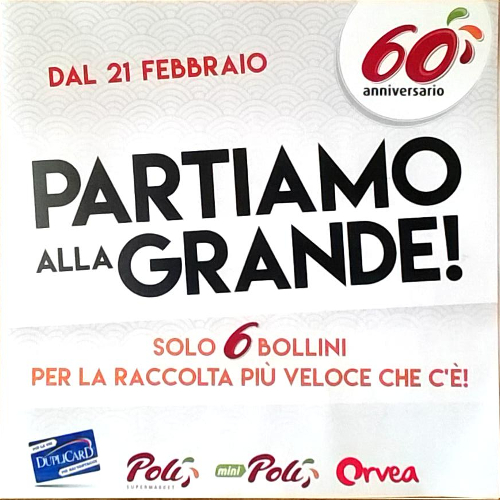 60°
anniversario
DAL 21 FEBBRAIO
PARTIAMO
ALLA GRANDE!
SOLO 6 BOLLINI
PER LA RACCOLTA PIÙ VELOCE CHE C'È!
DUPLICARD
Poli
SUPERMERCATI
mini Poli
Orvea